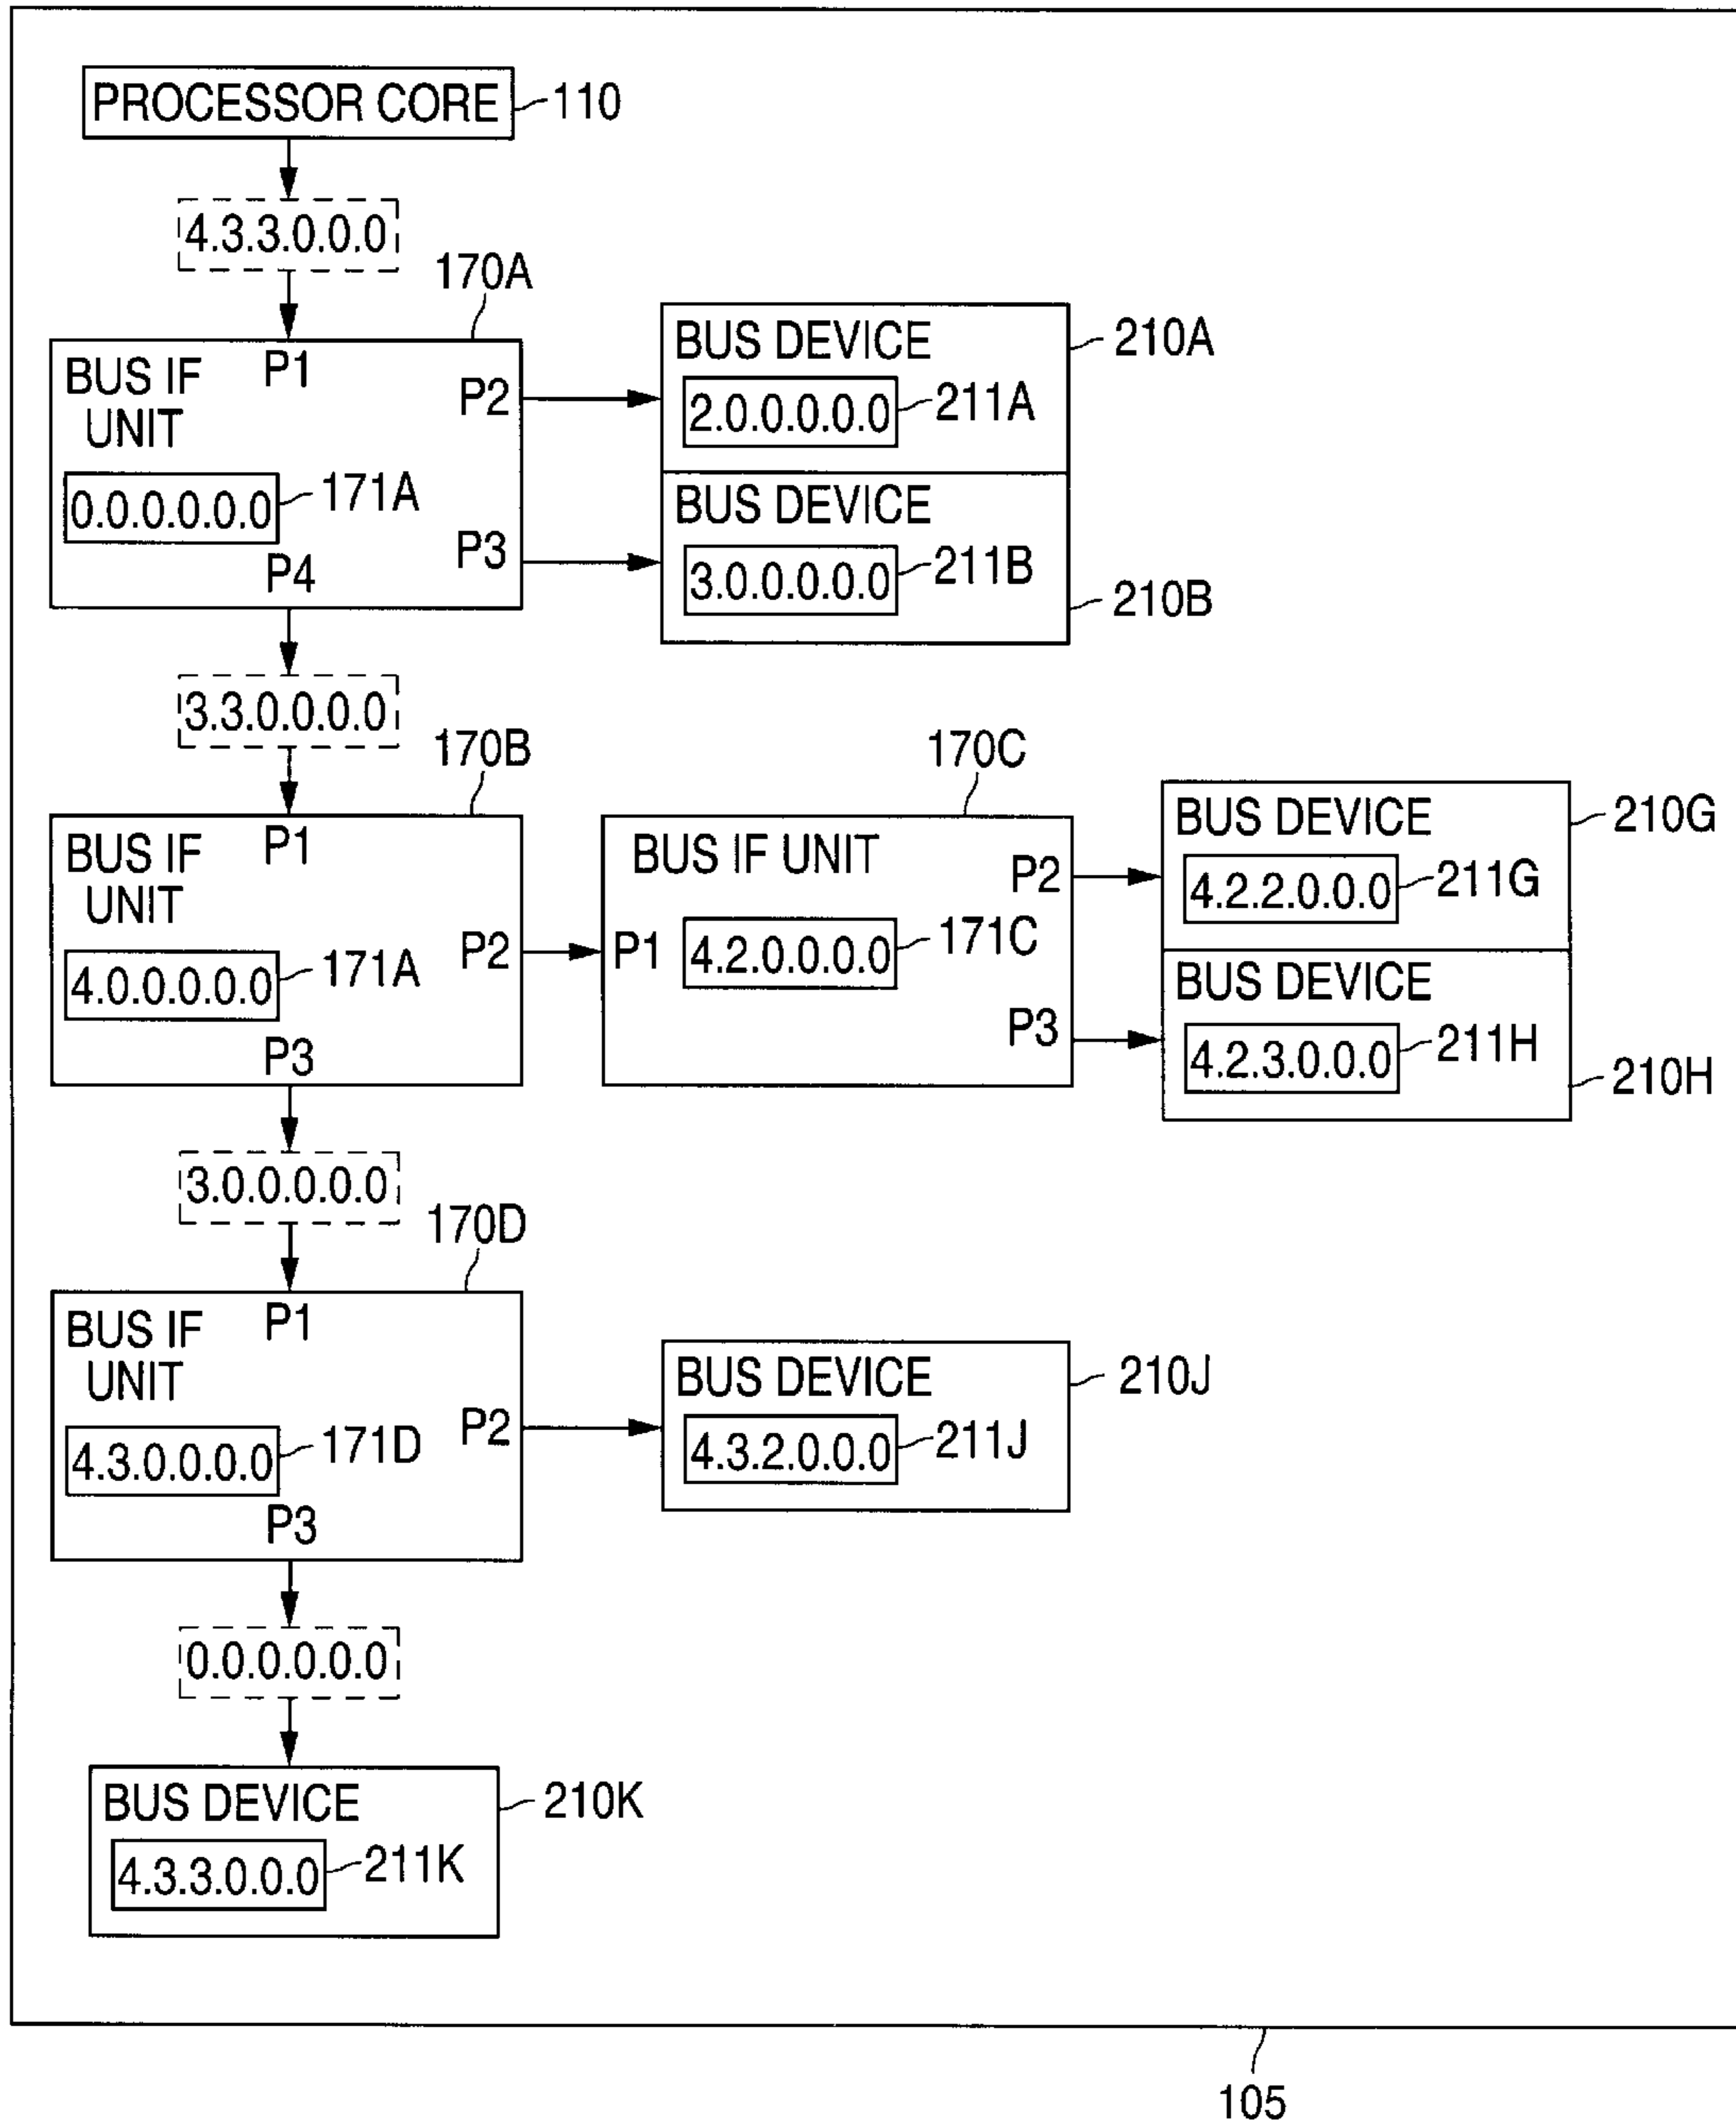 PROCESSOR CORE
110
4.3.3.0.0.0
170A
BUS IF
UNIT
P1
P2
P3
P4
0.0.0.0.0.0
171A
BUS DEVICE
2.0.0.0.0.0
211A
210A
BUS DEVICE
3.0.0.0.0.0
211B
210B
3.3.0.0.0.0
170B
BUS IF
UNIT
P1
P2
P3
4.0.0.0.0.0
171A
170C
BUS IF UNIT
P1
P2
P3
4.2.0.0.0.0
171C
BUS DEVICE
4.2.2.0.0.0
211G
210G
BUS DEVICE
4.2.3.0.0.0
211H
210H
3.0.0.0.0.0
170D
BUS IF
UNIT
P1
P2
P3
4.3.0.0.0.0
171D
BUS DEVICE
4.3.2.0.0.0
211J
210J
0.0.0.0.0.0
BUS DEVICE
4.3.3.0.0.0
211K
210K
105